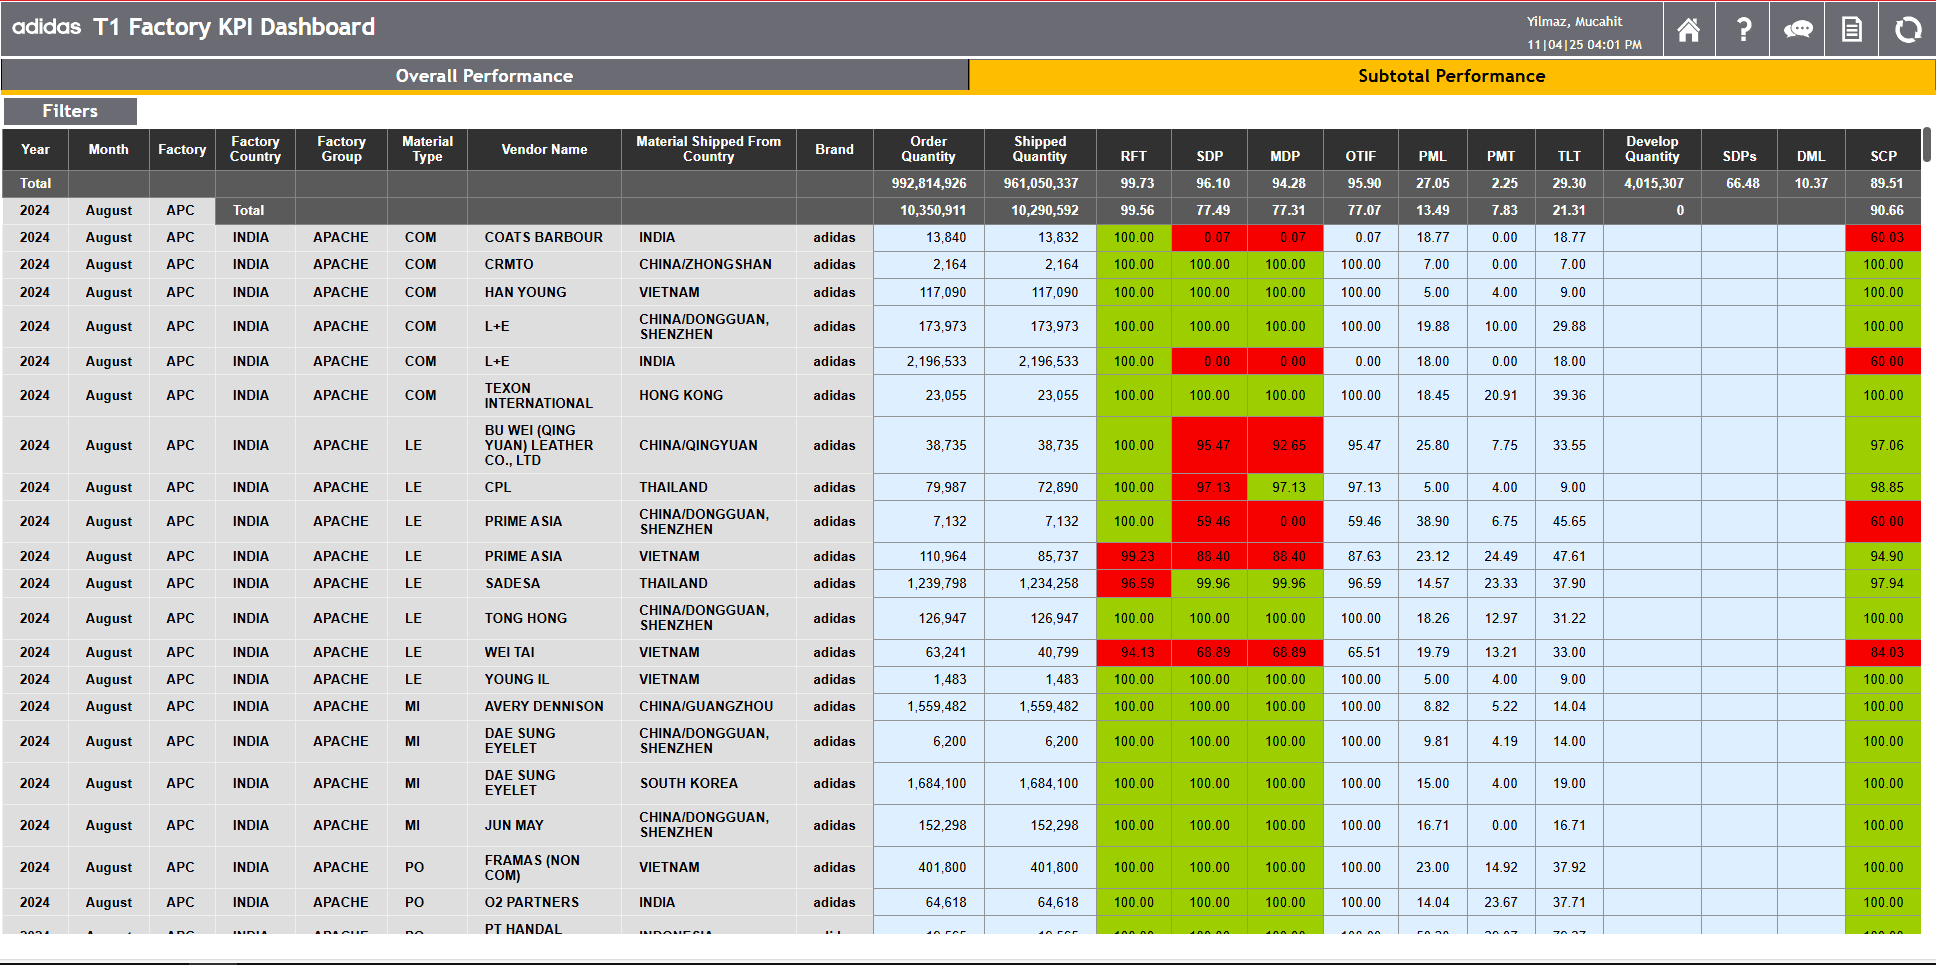 adidas T1 Factory KPI Dashboard
Yilmaz, Mucahit
11|04|25 04:01 PM
?
Overall Performance
Subtotal Performance
Filters
Year Month Factory Factory Country Factory Group Material Type Vendor Name Material Shipped From Country Brand Order Quantity Shipped Quantity RFT SDP MDP OTIF PML PMT TLT Develop Quantity SDPs DML SCP
Total 992,814,926 961,050,337 99.73 96.10 94.28 95.90 27.05 2.25 29.30 4,015,307 66.48 10.37 89.51
2024 August APC Total 10,350,911 10,290,592 99.56 77.49 77.31 77.07 13.49 7.83 21.31 0 90.66
2024 August APC INDIA APACHE COM COATS BARBOUR INDIA adidas 13,840 13,832 100.00 0.07 0.07 0.07 18.77 0.00 18.77 60.03
2024 August APC INDIA APACHE COM CRMTO CHINA/ZHONGSHAN adidas 2,164 2,164 100.00 100.00 100.00 100.00 7.00 0.00 7.00 100.00
2024 August APC INDIA APACHE COM HAN YOUNG VIETNAM adidas 117,090 117,090 100.00 100.00 100.00 100.00 5.00 4.00 9.00 100.00
2024 August APC INDIA APACHE COM L+E CHINA/DONGGUAN, SHENZHEN adidas 173,973 173,973 100.00 100.00 100.00 100.00 19.88 10.00 29.88 100.00
2024 August APC INDIA APACHE COM L+E INDIA adidas 2,196,533 2,196,533 100.00 0.00 0.00 0.00 18.00 0.00 18.00 60.00
2024 August APC INDIA APACHE COM TEXON INTERNATIONAL HONG KONG adidas 23,055 23,055 100.00 100.00 100.00 100.00 18.45 20.91 39.36 100.00
2024 August APC INDIA APACHE LE BU WEI (QING YUAN) LEATHER CO., LTD CHINA/QINGYUAN adidas 38,735 38,735 100.00 95.47 92.65 95.47 25.80 7.75 33.55 97.06
2024 August APC INDIA APACHE LE CPL THAILAND adidas 79,987 72,890 100.00 97.13 97.13 97.13 5.00 4.00 9.00 98.85
2024 August APC INDIA APACHE LE PRIME ASIA CHINA/DONGGUAN, SHENZHEN adidas 7,132 7,132 100.00 59.46 0.00 59.46 38.90 6.75 45.65 60.00
2024 August APC INDIA APACHE LE PRIME ASIA VIETNAM adidas 110,964 85,737 99.23 88.40 88.40 87.63 23.12 24.49 47.61 94.90
2024 August APC INDIA APACHE LE SADESA THAILAND adidas 1,239,798 1,234,258 96.59 99.96 99.96 96.59 14.57 23.33 37.90 97.94
2024 August APC INDIA APACHE LE TONG HONG CHINA/DONGGUAN, SHENZHEN adidas 126,947 126,947 100.00 100.00 100.00 100.00 18.26 12.97 31.22 100.00
2024 August APC INDIA APACHE LE WEI TAI VIETNAM adidas 63,241 40,799 94.13 68.89 68.89 65.51 19.79 13.21 33.00 84.03
2024 August APC INDIA APACHE LE YOUNG IL VIETNAM adidas 1,483 1,483 100.00 100.00 100.00 100.00 5.00 4.00 9.00 100.00
2024 August APC INDIA APACHE MI AVERY DENNISON CHINA/GUANGZHOU adidas 1,559,482 1,559,482 100.00 100.00 100.00 100.00 8.82 5.22 14.04 100.00
2024 August APC INDIA APACHE MI DAE SUNG EYELET CHINA/DONGGUAN, SHENZHEN adidas 6,200 6,200 100.00 100.00 100.00 100.00 9.81 4.19 14.00 100.00
2024 August APC INDIA APACHE MI DAE SUNG EYELET SOUTH KOREA adidas 1,684,100 1,684,100 100.00 100.00 100.00 100.00 15.00 4.00 19.00 100.00
2024 August APC INDIA APACHE MI JUN MAY CHINA/DONGGUAN, SHENZHEN adidas 152,298 152,298 100.00 100.00 100.00 100.00 16.71 0.00 16.71 100.00
2024 August APC INDIA APACHE PO FRAMAS (NON COM) VIETNAM adidas 401,800 401,800 100.00 100.00 100.00 100.00 23.00 14.92 37.92 100.00
2024 August APC INDIA APACHE PO O2 PARTNERS INDIA adidas 64,618 64,618 100.00 100.00 100.00 100.00 14.04 23.67 37.71 100.00
PT HANDAL